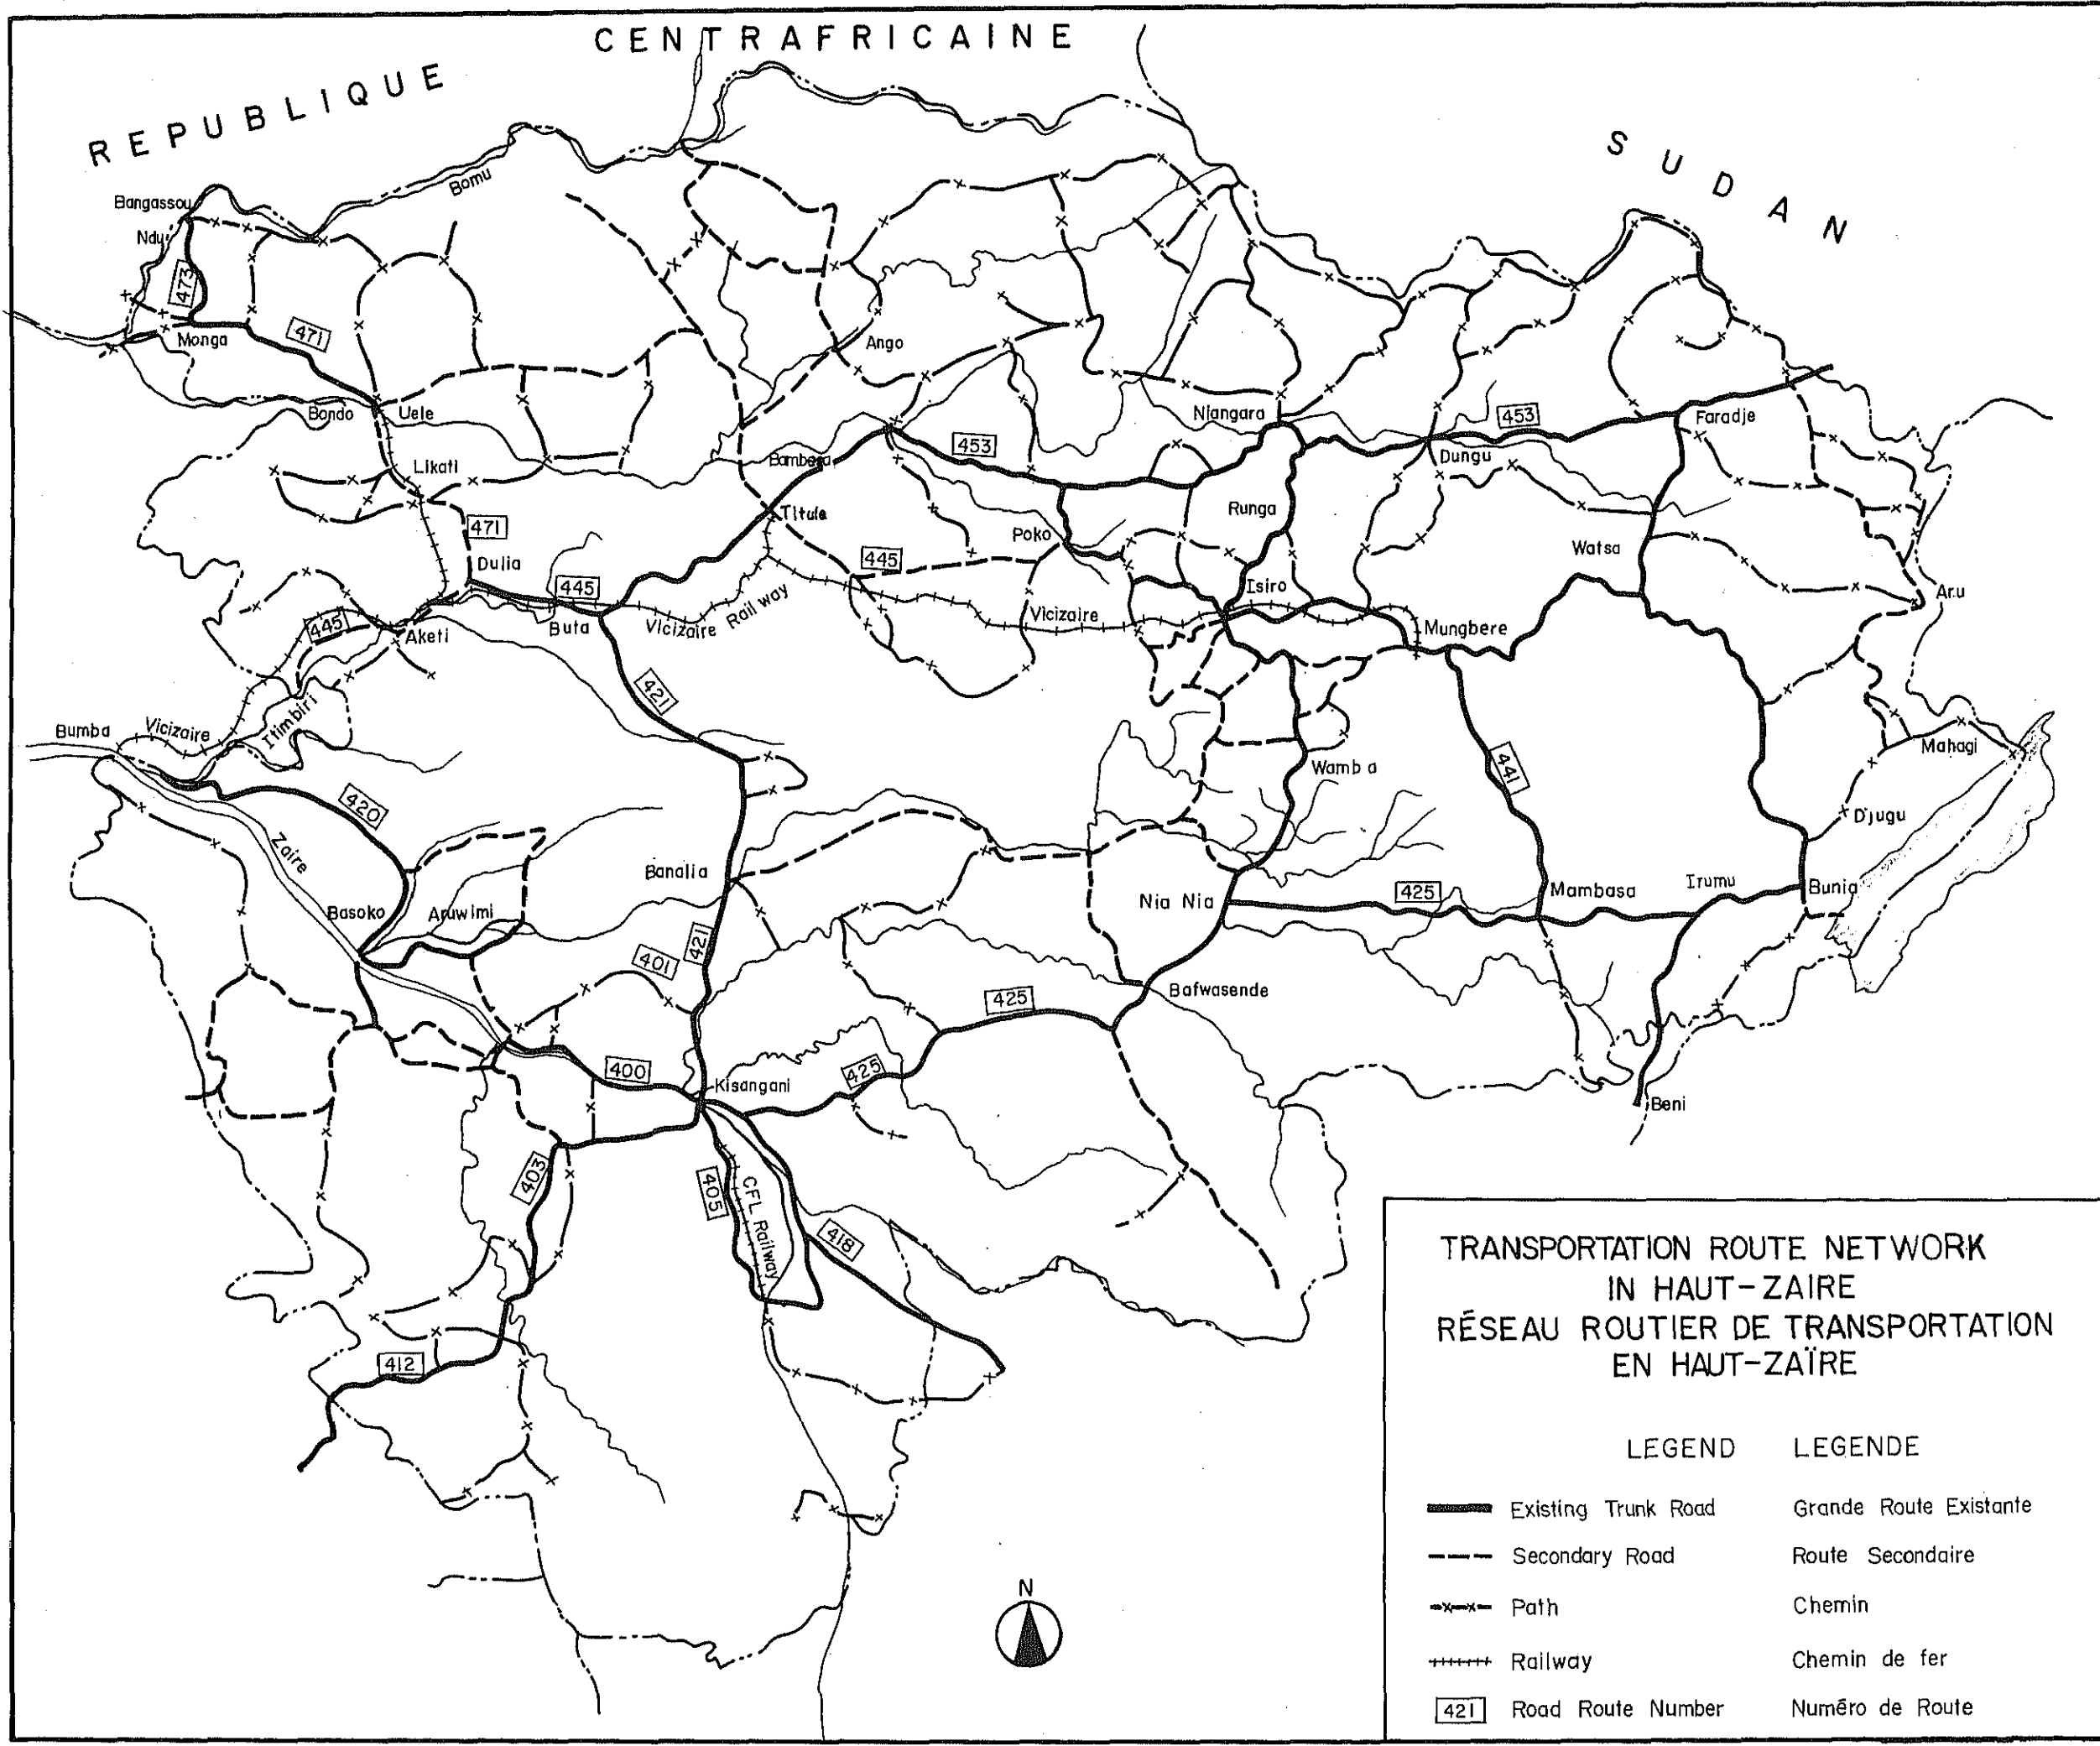 REPUBLIQUE CENTRAFRICAINE
SUDAN
Bomu
Bangassou
Ndu
473
471
Monga
Ango
Bondo
Uele
Niangara
453
Faradje
453
Dungu
Likati
Runga
Titule
471
Poko
Watsa
445
Dulia
445
Isiro
Aru
445
Buta
Vicizaire Railway
Vicizaire
Aketi
Mungbere
421
Itimbiri
Bumba
Vicizaire
Mahagi
Wamba
441
420
D'jugu
Zaire
Banalia
425
Mambasa
Irumu
Bunia
Nia Nia
Basoko
Aruwimi
421
401
Bafwasende
425
400
425
Kisangani
Beni
403
405
CFL Railway
418
412
TRANSPORTATION ROUTE NETWORK
IN HAUT-ZAIRE
RÉSEAU ROUTIER DE TRANSPORTATION
EN HAUT-ZAÏRE
LEGEND LEGENDE
Existing Trunk Road Grande Route Existante
Secondary Road Route Secondaire
Path Chemin
Railway Chemin de fer
421 Road Route Number Numéro de Route
N